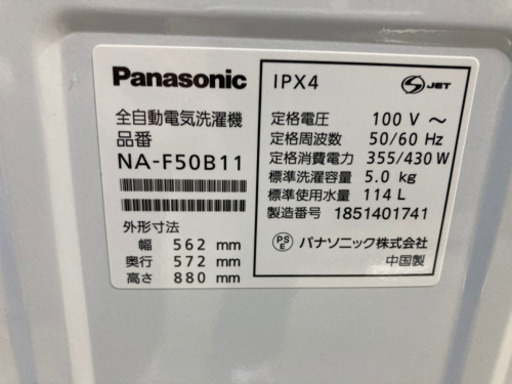 Panasonic
全自動電気洗濯機
品番
NA-F50B11
外形寸法
幅 562 mm
奥行 572 mm
高さ 880 mm
IPX4
S JET
定格電圧 100 V ～
定格周波数 50/60 Hz
定格消費電力 355/430 W
標準洗濯容量 5.0 kg
標準使用水量 114 L
製造番号 1851401741
PS E パナソニック株式会社
中国製